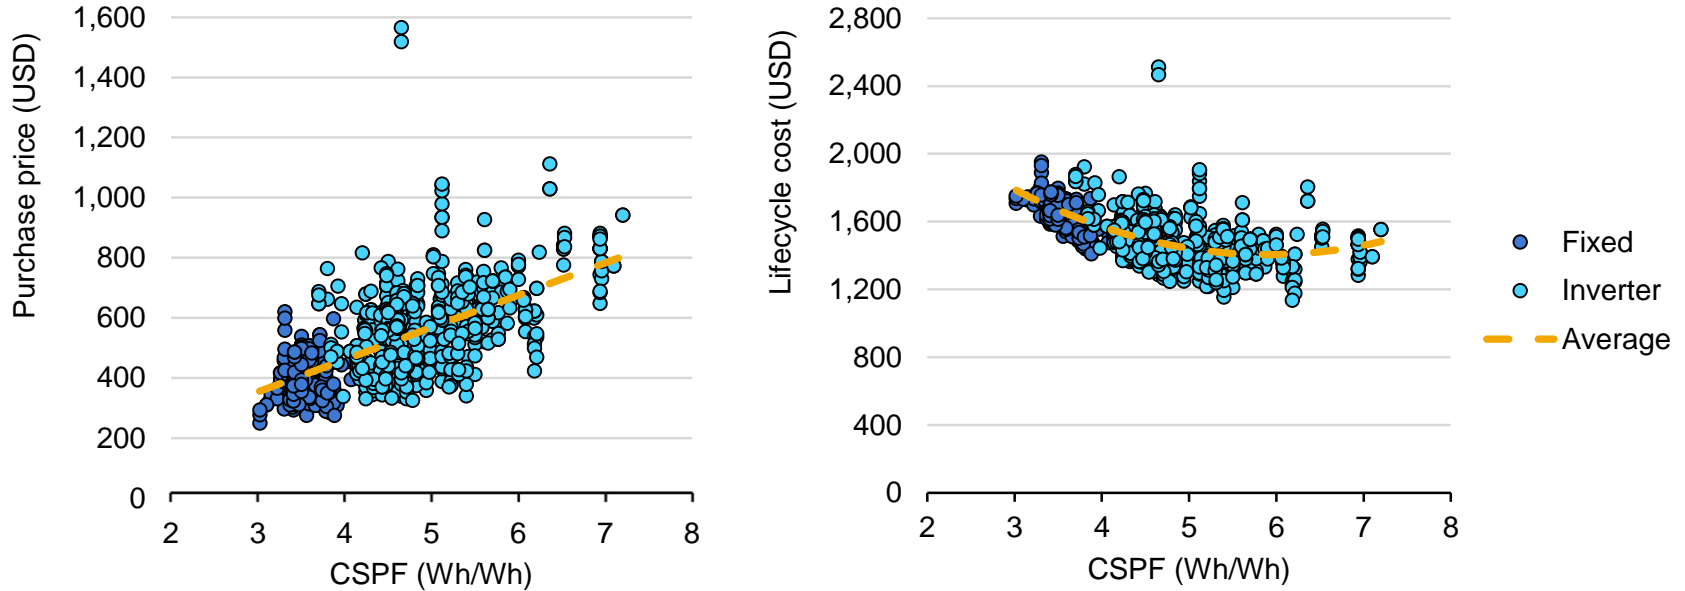 Purchase price (USD)
1,600
1,400
1,200
1,000
800
600
400
200
0
2 3 4 5 6 7 8
CSPF (Wh/Wh)
Lifecycle cost (USD)
2,800
2,400
2,000
1,600
1,200
800
400
0
2 3 4 5 6 7 8
CSPF (Wh/Wh)
Fixed
Inverter
Average